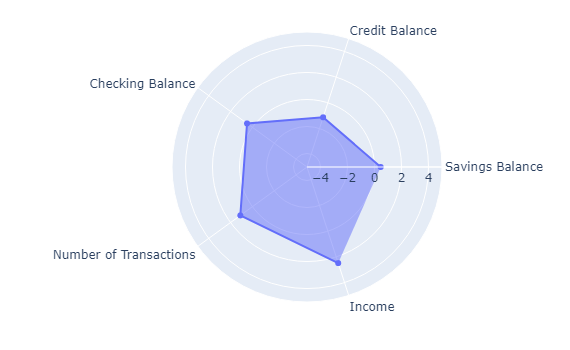 Credit Balance
Checking Balance
Savings Balance
−4 −2 0 2 4
Number of Transactions
Income